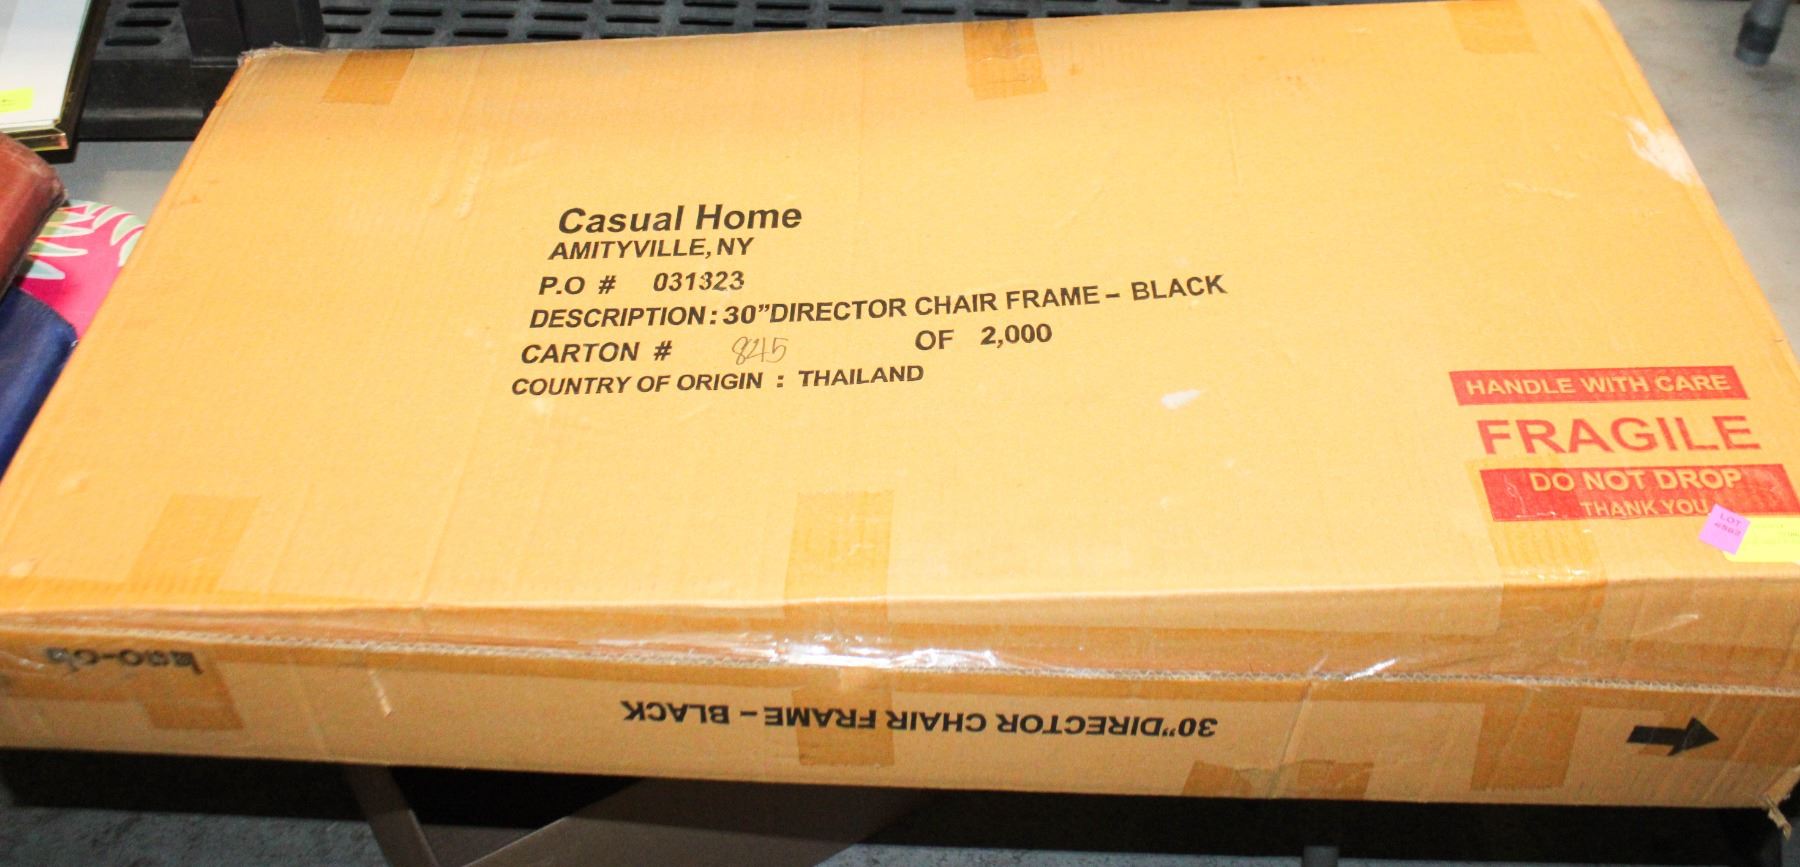 Casual Home
AMITYVILLE, NY
P.O # 031323
DESCRIPTION: 30"DIRECTOR CHAIR FRAME - BLACK
CARTON # 845 OF 2,000
COUNTRY OF ORIGIN : THAILAND
HANDLE WITH CARE
FRAGILE
DO NOT DROP
THANK YOU
LOT
30"DIRECTOR CHAIR FRAME - BLACK